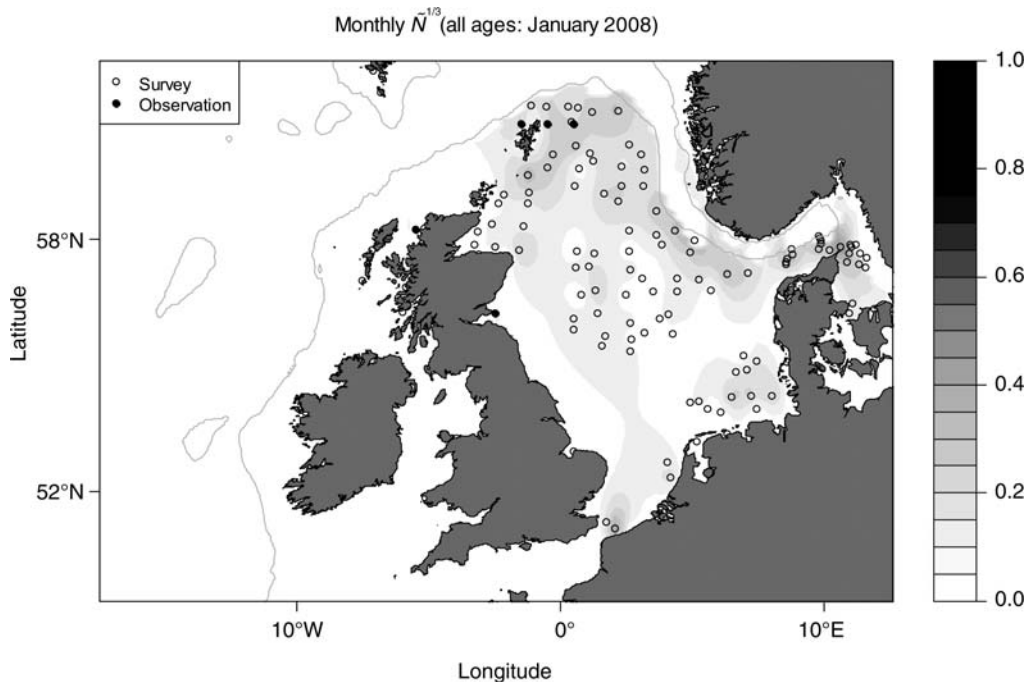 Monthly Ñ^1/3 (all ages: January 2008)
Survey
Observation
1.0
0.8
0.6
0.4
0.2
0.0
58°N
52°N
Latitude
10°W 0 10°E
Longitude